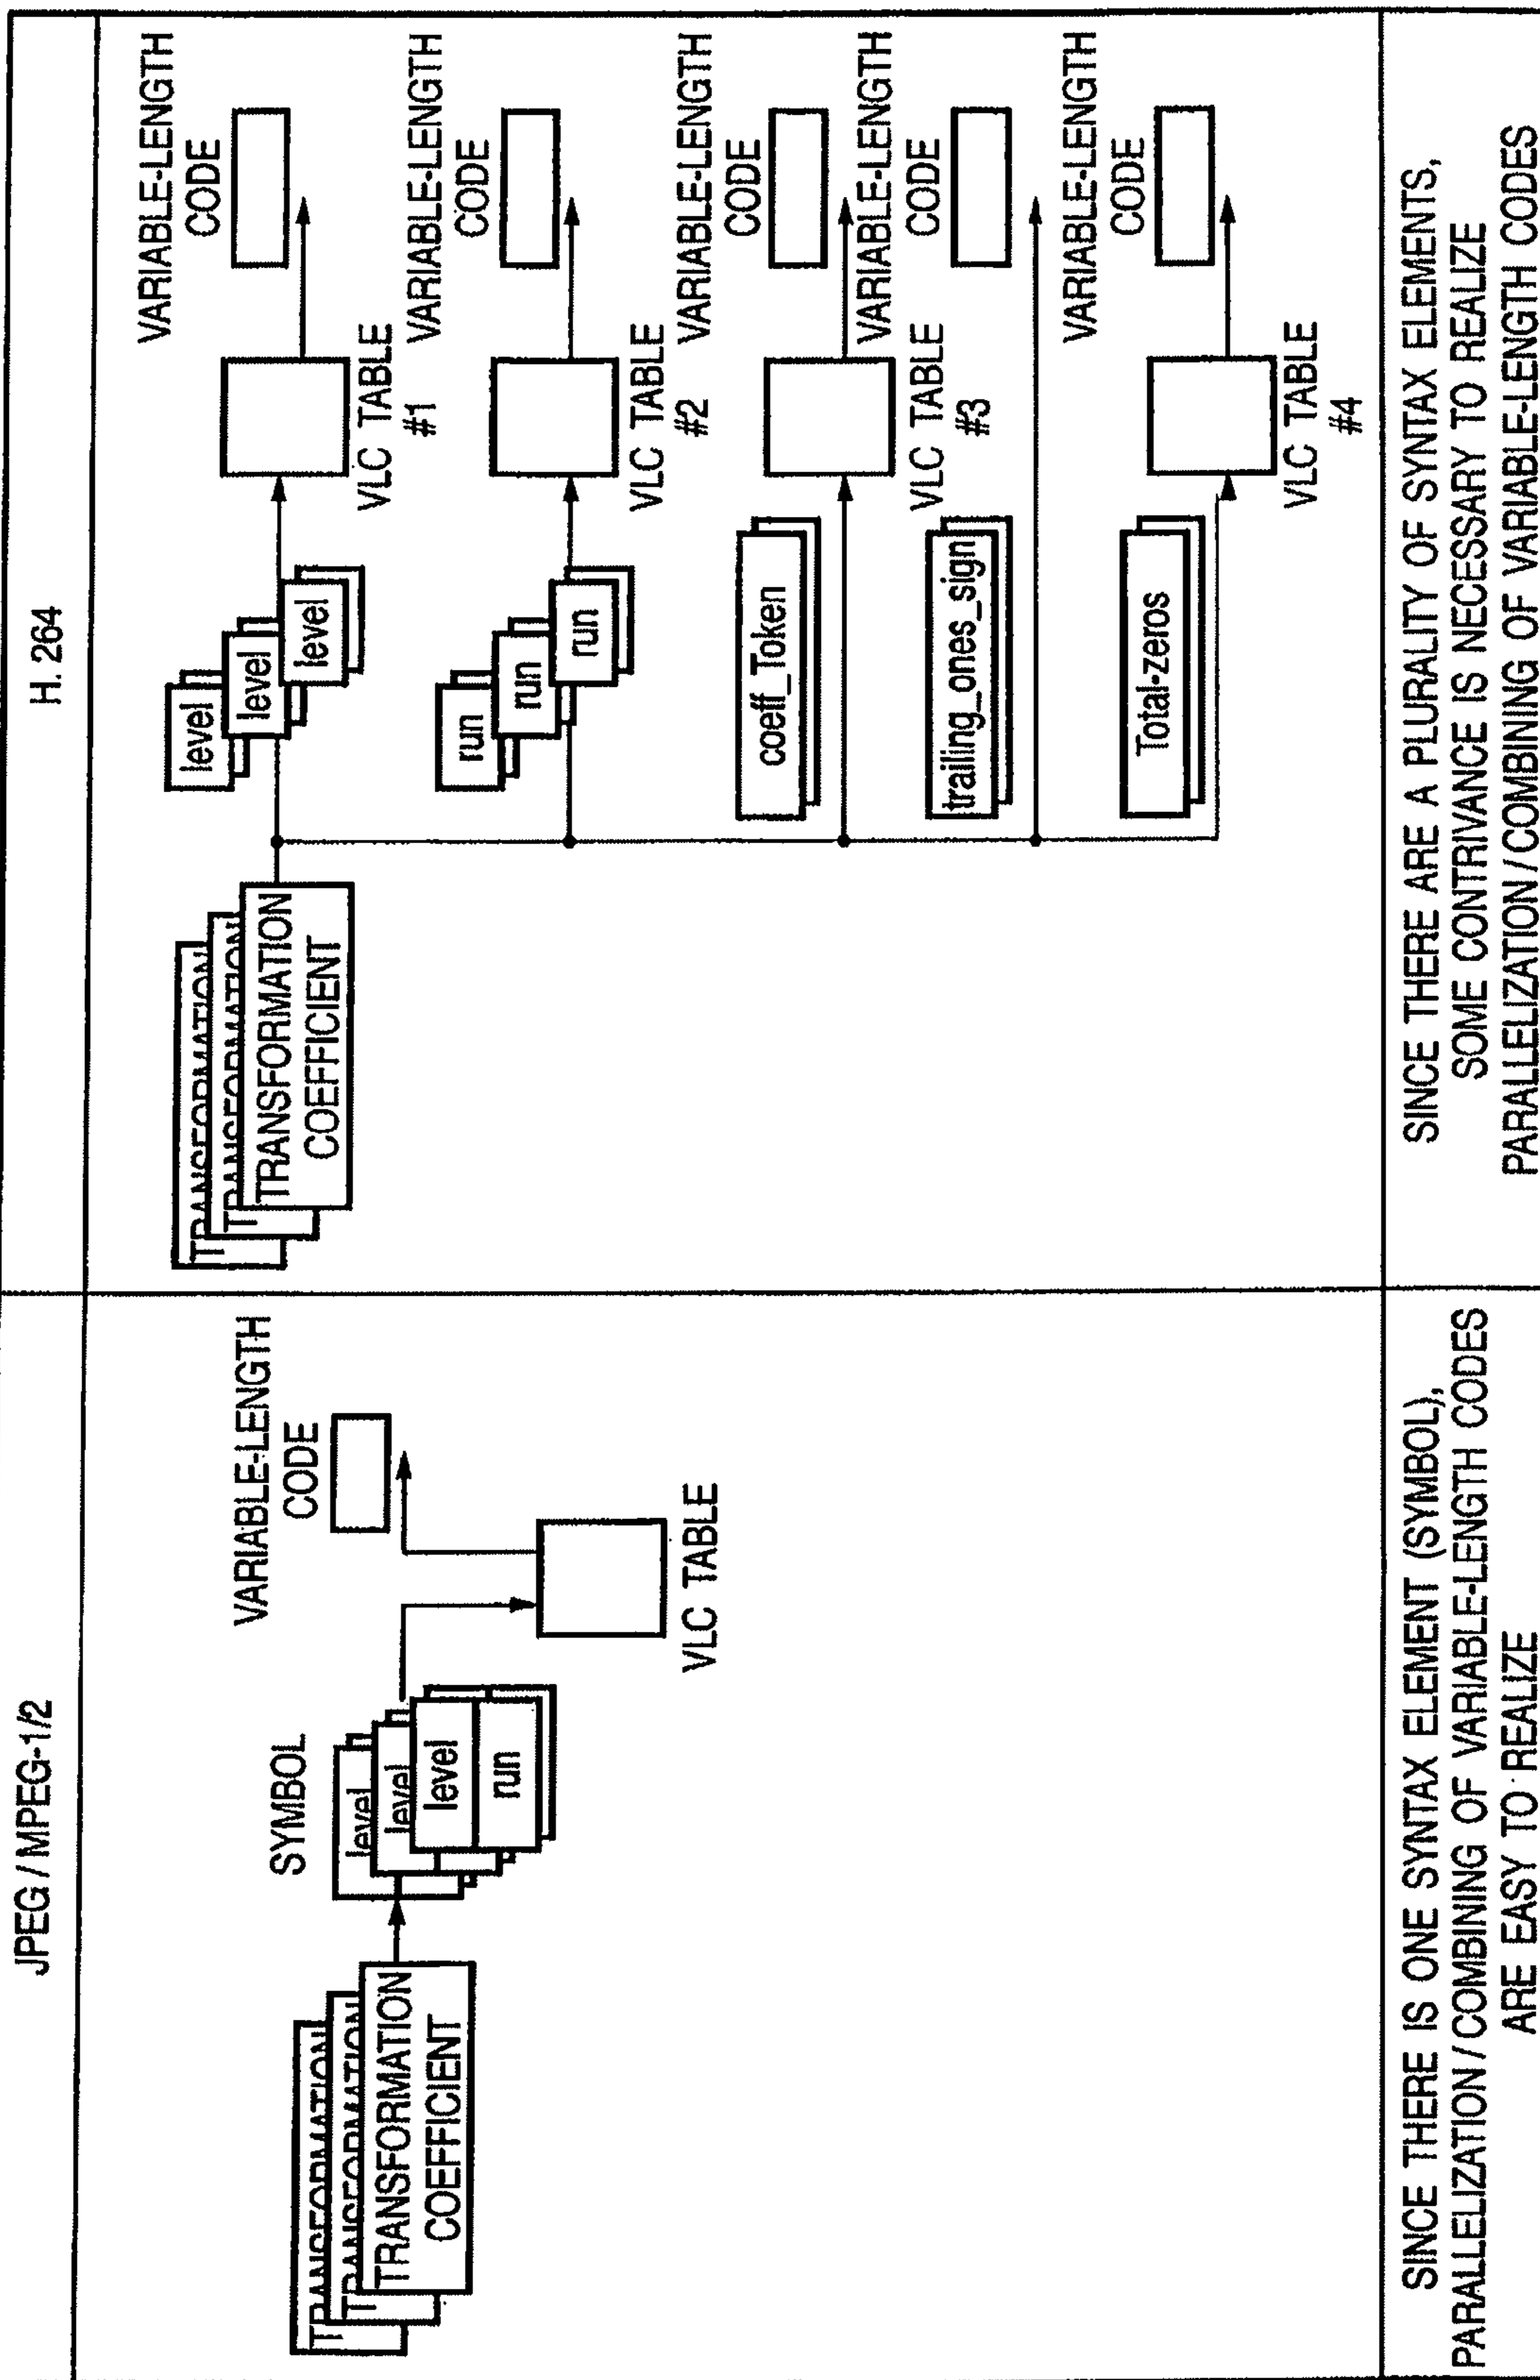 JPEG / MPEG-1/2
TRANSFORMATION
TRANSFORMATION
TRANSFORMATION
COEFFICIENT
SYMBOL
level
level
level
run
VLC TABLE
VARIABLE-LENGTH
CODE
SINCE THERE IS ONE SYNTAX ELEMENT (SYMBOL),
PARALLELIZATION / COMBINING OF VARIABLE-LENGTH CODES
ARE EASY TO REALIZE
H. 264
TRANSFORMATION
TRANSFORMATION
TRANSFORMATION
COEFFICIENT
level
level
level
VLC TABLE
#1
VARIABLE-LENGTH
CODE
run
run
run
VLC TABLE
#2
VARIABLE-LENGTH
CODE
coeff_Token
VLC TABLE
#3
VARIABLE-LENGTH
CODE
trailing_ones_sign
VARIABLE-LENGTH
CODE
Total-zeros
VLC TABLE
#4
VARIABLE-LENGTH
CODE
SINCE THERE ARE A PLURALITY OF SYNTAX ELEMENTS,
SOME CONTRIVANCE IS NECESSARY TO REALIZE
PARALLELIZATION / COMBINING OF VARIABLE-LENGTH CODES